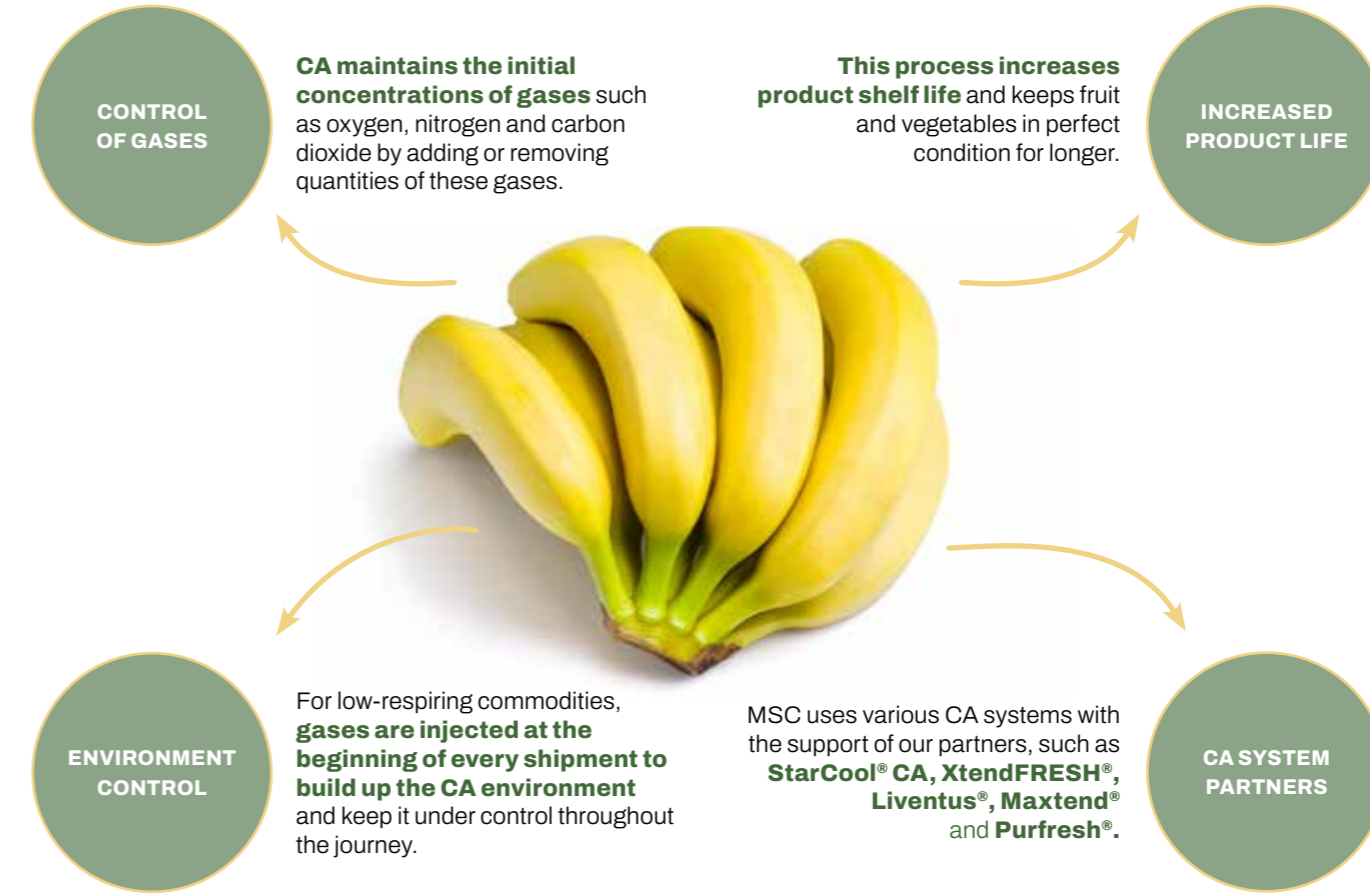 CONTROL
OF GASES
CA maintains the initial
concentrations of gases such
as oxygen, nitrogen and carbon
dioxide by adding or removing
quantities of these gases.
This process increases
product shelf life and keeps fruit
and vegetables in perfect
condition for longer.
INCREASED
PRODUCT LIFE
ENVIRONMENT
CONTROL
For low-respiring commodities,
gases are injected at the
beginning of every shipment to
build up the CA environment
and keep it under control throughout
the journey.
MSC uses various CA systems with
the support of our partners, such as
StarCool® CA, XtendFRESH®,
Liventus®, Maxtend®
and Purfresh®.
CA SYSTEM
PARTNERS